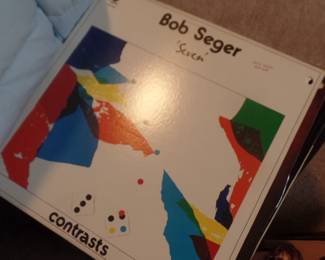 Bob Seger
'Seven'
contrasts